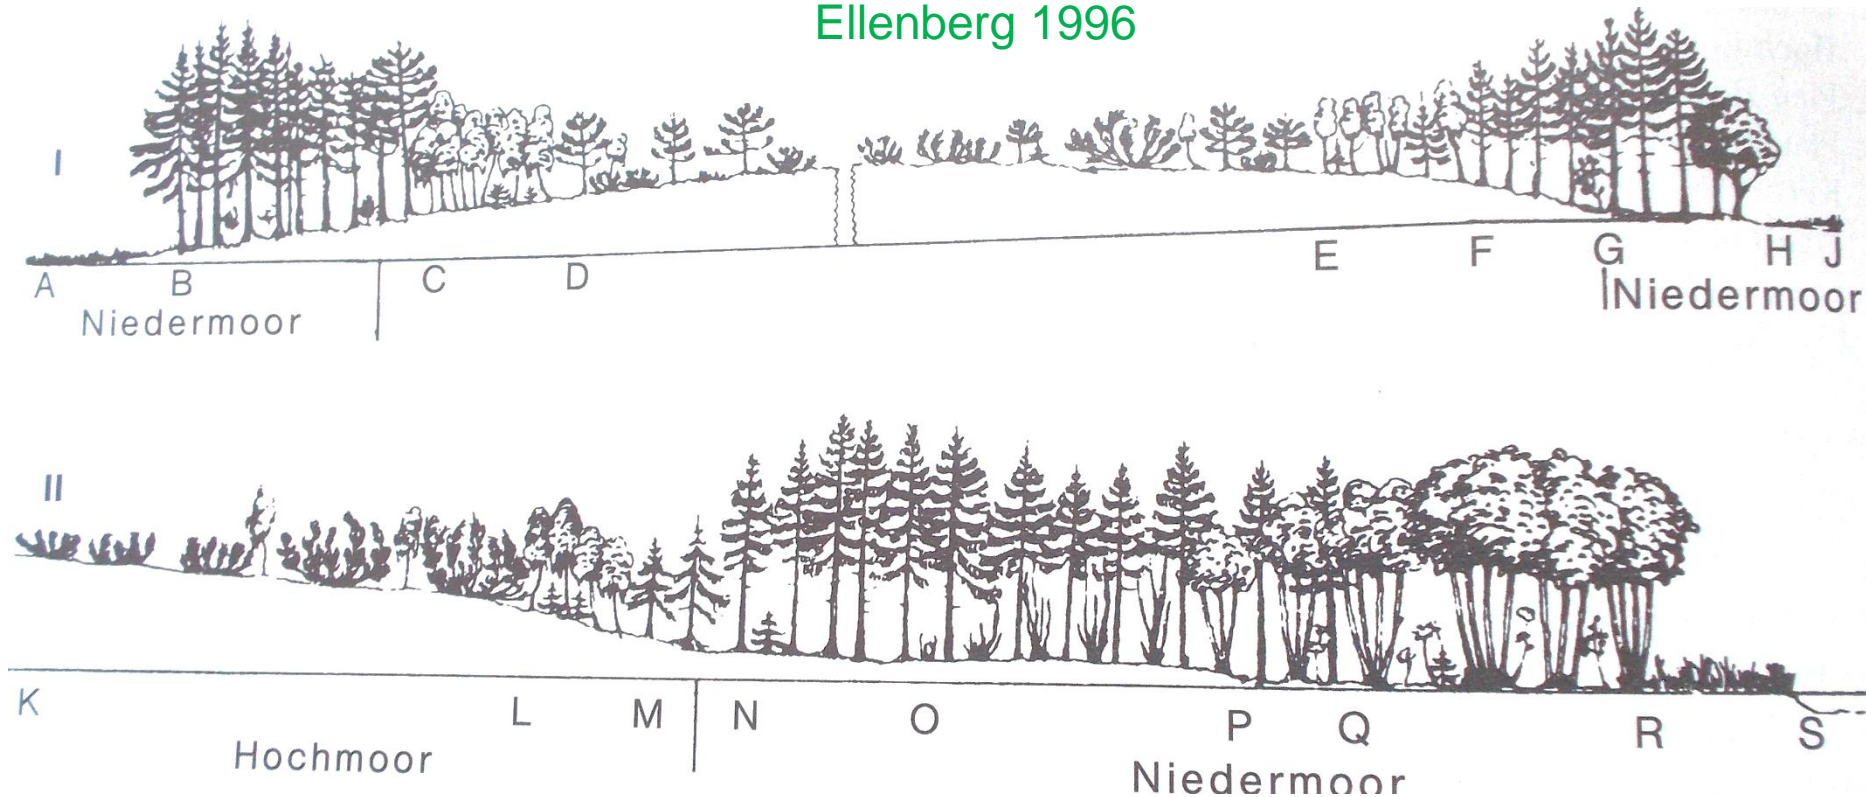 Ellenberg 1996
I
A B C D E F G H J
Niedermoor Niedermoor
II
K L M N O P Q R S
Hochmoor Niedermoor